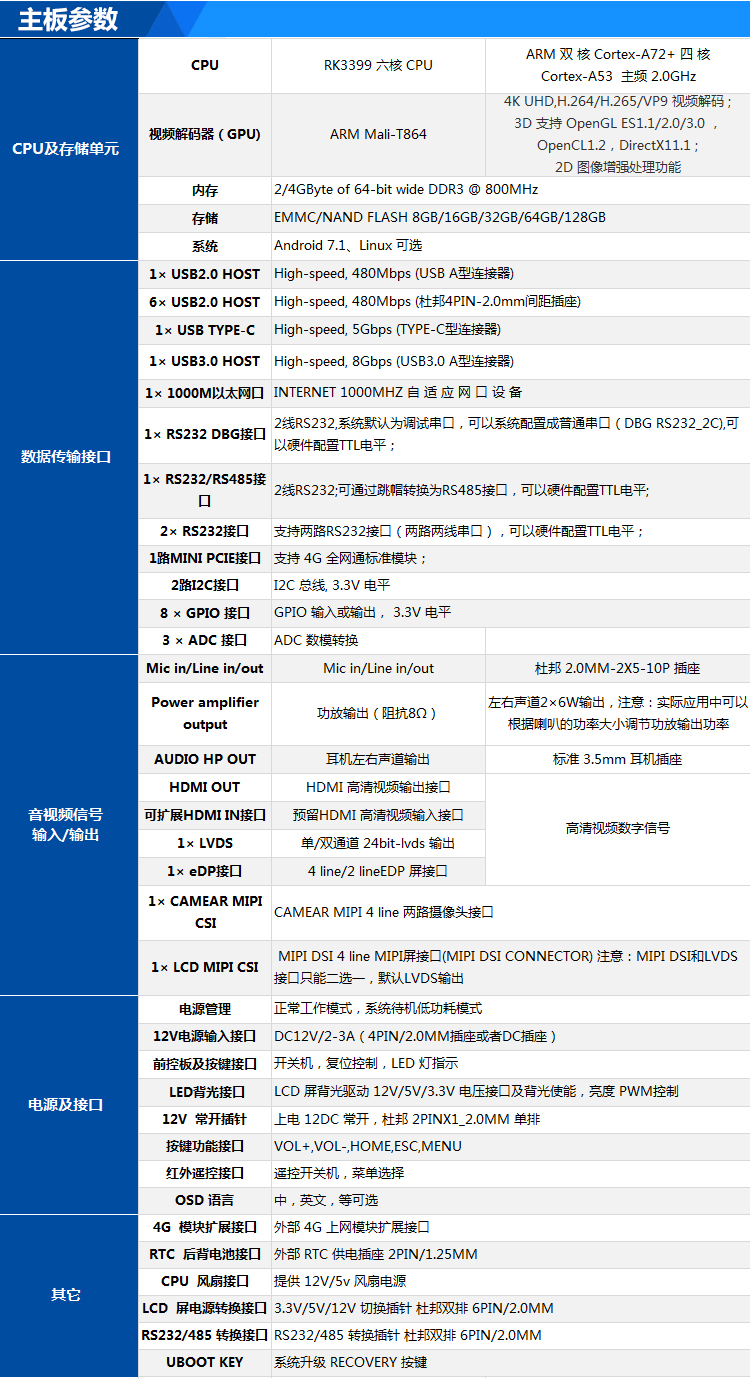 主板参数
CPU及存储单元
CPU
RK3399 六核 CPU
ARM 双 核 Cortex-A72+ 四 核
Cortex-A53 主频 2.0GHz
视频解码器（GPU)
ARM Mali-T864
4K UHD,H.264/H.265/VP9 视频解码；
3D 支持 OpenGL ES1.1/2.0/3.0 ，
OpenCL1.2，DirectX11.1；
2D 图像增强处理功能
内存
2/4GByte of 64-bit wide DDR3 @ 800MHz
存储
EMMC/NAND FLASH 8GB/16GB/32GB/64GB/128GB
系统
Android 7.1、Linux 可选
数据传输接口
1× USB2.0 HOST
High-speed, 480Mbps (USB A型连接器)
6× USB2.0 HOST
High-speed, 480Mbps (杜邦4PIN-2.0mm间距插座)
1× USB TYPE-C
High-speed, 5Gbps (TYPE-C型连接器)
1× USB3.0 HOST
High-speed, 8Gbps (USB3.0 A型连接器)
1× 1000M以太网口
INTERNET 1000MHZ 自 适 应 网 口 设 备
1× RS232 DBG接口
2线RS232,系统默认为调试串口，可以系统配置成普通串口（DBG RS232_2C),可
以硬件配置TTL电平；
1× RS232/RS485接
口
2线RS232;可通过跳帽转换为RS485接口，可以硬件配置TTL电平;
2× RS232接口
支持两路RS232接口（两路两线串口），可以硬件配置TTL电平；
1路MINI PCIE接口
支持 4G 全网通标准模块；
2路I2C接口
I2C 总线, 3.3V 电平
8 × GPIO 接口
GPIO 输入或输出， 3.3V 电平
3 × ADC 接口
ADC 数模转换
音视频信号
输入/输出
Mic in/Line in/out
Mic in/Line in/out
杜邦 2.0MM-2X5-10P 插座
Power amplifier
output
功放输出（阻抗8Ω）
左右声道2×6W输出，注意：实际应用中可以
根据喇叭的功率大小调节功放输出功率
AUDIO HP OUT
耳机左右声道输出
标准 3.5mm 耳机插座
HDMI OUT
HDMI 高清视频输出接口
高清视频数字信号
可扩展HDMI IN接口
预留HDMI 高清视频输入接口
1× LVDS
单/双通道 24bit-lvds 输出
1× eDP接口
4 line/2 lineEDP 屏接口
1× CAMEAR MIPI
CSI
CAMEAR MIPI 4 line 两路摄像头接口
1× LCD MIPI CSI
MIPI DSI 4 line MIPI屏接口(MIPI DSI CONNECTOR) 注意：MIPI DSI和LVDS
接口只能二选一，默认LVDS输出
电源及接口
电源管理
正常工作模式，系统待机低功耗模式
12V电源输入接口
DC12V/2-3A（4PIN/2.0MM插座或者DC插座）
前控板及按键接口
开关机，复位控制，LED 灯指示
LED背光接口
LCD 屏背光驱动 12V/5V/3.3V 电压接口及背光使能，亮度 PWM控制
12V 常开插针
上电 12DC 常开，杜邦 2PINX1_2.0MM 单排
按键功能接口
VOL+,VOL-,HOME,ESC,MENU
红外遥控接口
遥控开关机，菜单选择
OSD 语言
中，英文，等可选
其它
4G 模块扩展接口
外部 4G 上网模块扩展接口
RTC 后背电池接口
外部 RTC 供电插座 2PIN/1.25MM
CPU 风扇接口
提供 12V/5v 风扇电源
LCD 屏电源转换接口
3.3V/5V/12V 切换插针 杜邦双排 6PIN/2.0MM
RS232/485 转换接口
RS232/485 转换插针 杜邦双排 6PIN/2.0MM
UBOOT KEY
系统升级 RECOVERY 按键